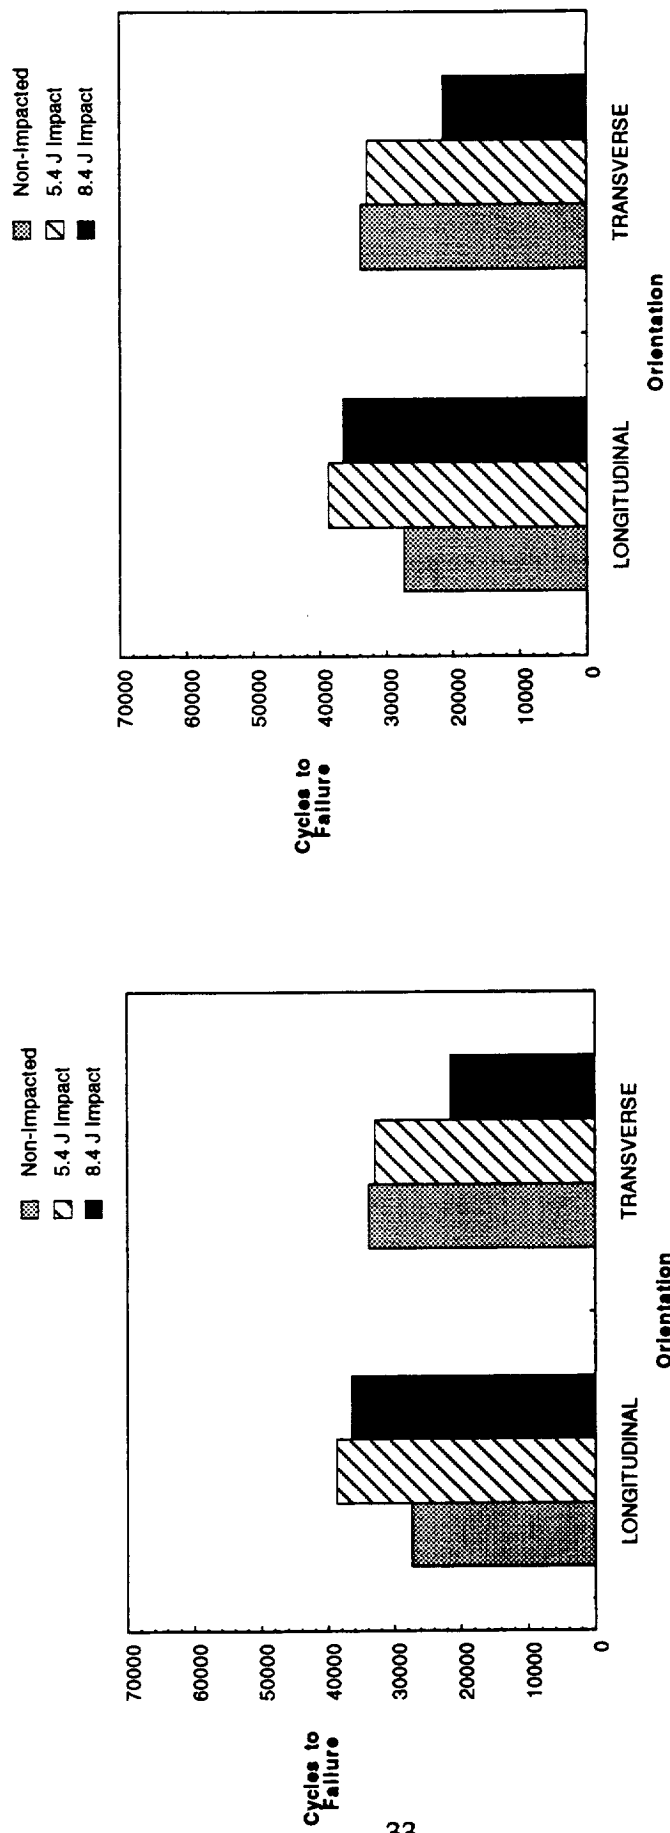 Non-Impacted
5.4 J Impact
8.4 J Impact
70000
60000
50000
40000
30000
20000
10000
0
Cycles to
Failure
LONGITUDINAL
TRANSVERSE
Orientation
Non-Impacted
5.4 J Impact
8.4 J Impact
70000
60000
50000
40000
30000
20000
10000
0
Cycles to
Failure
LONGITUDINAL
TRANSVERSE
Orientation
33